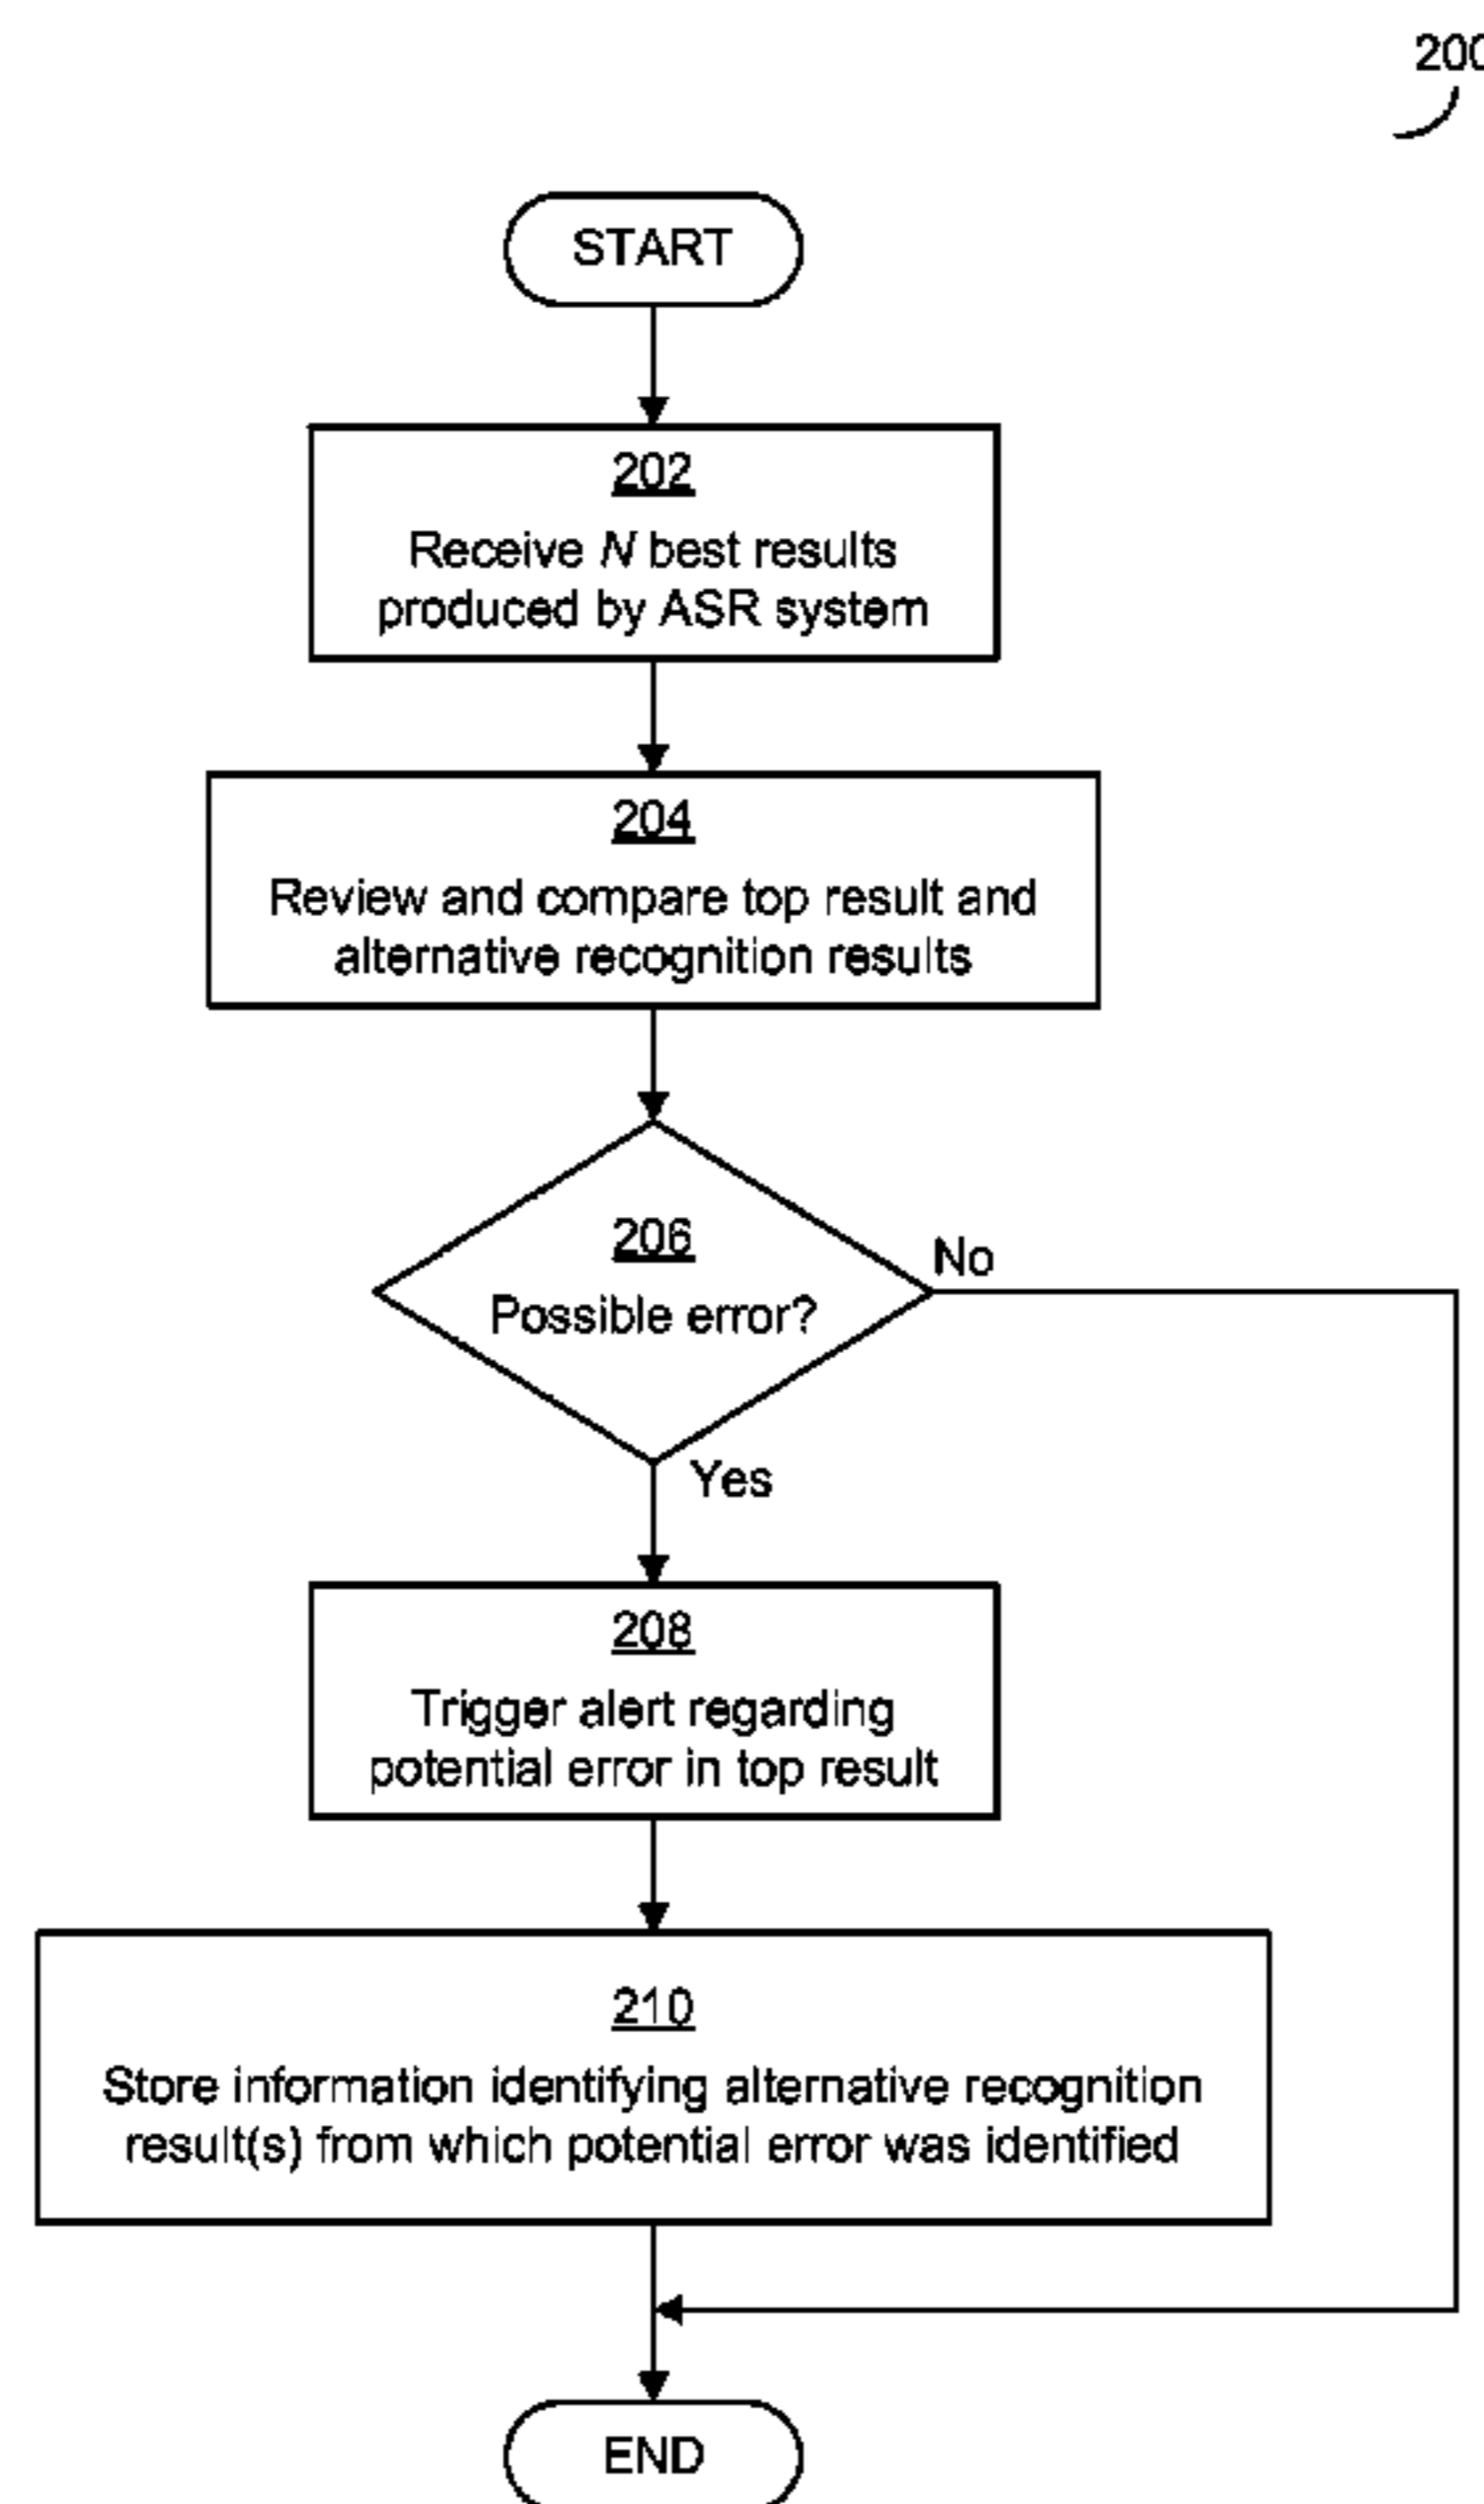 200
START
202
Receive N best results
produced by ASR system
204
Review and compare top result and
alternative recognition results
206
Possible error?
No
Yes
208
Trigger alert regarding
potential error in top result
210
Store information identifying alternative recognition
result(s) from which potential error was identified
END